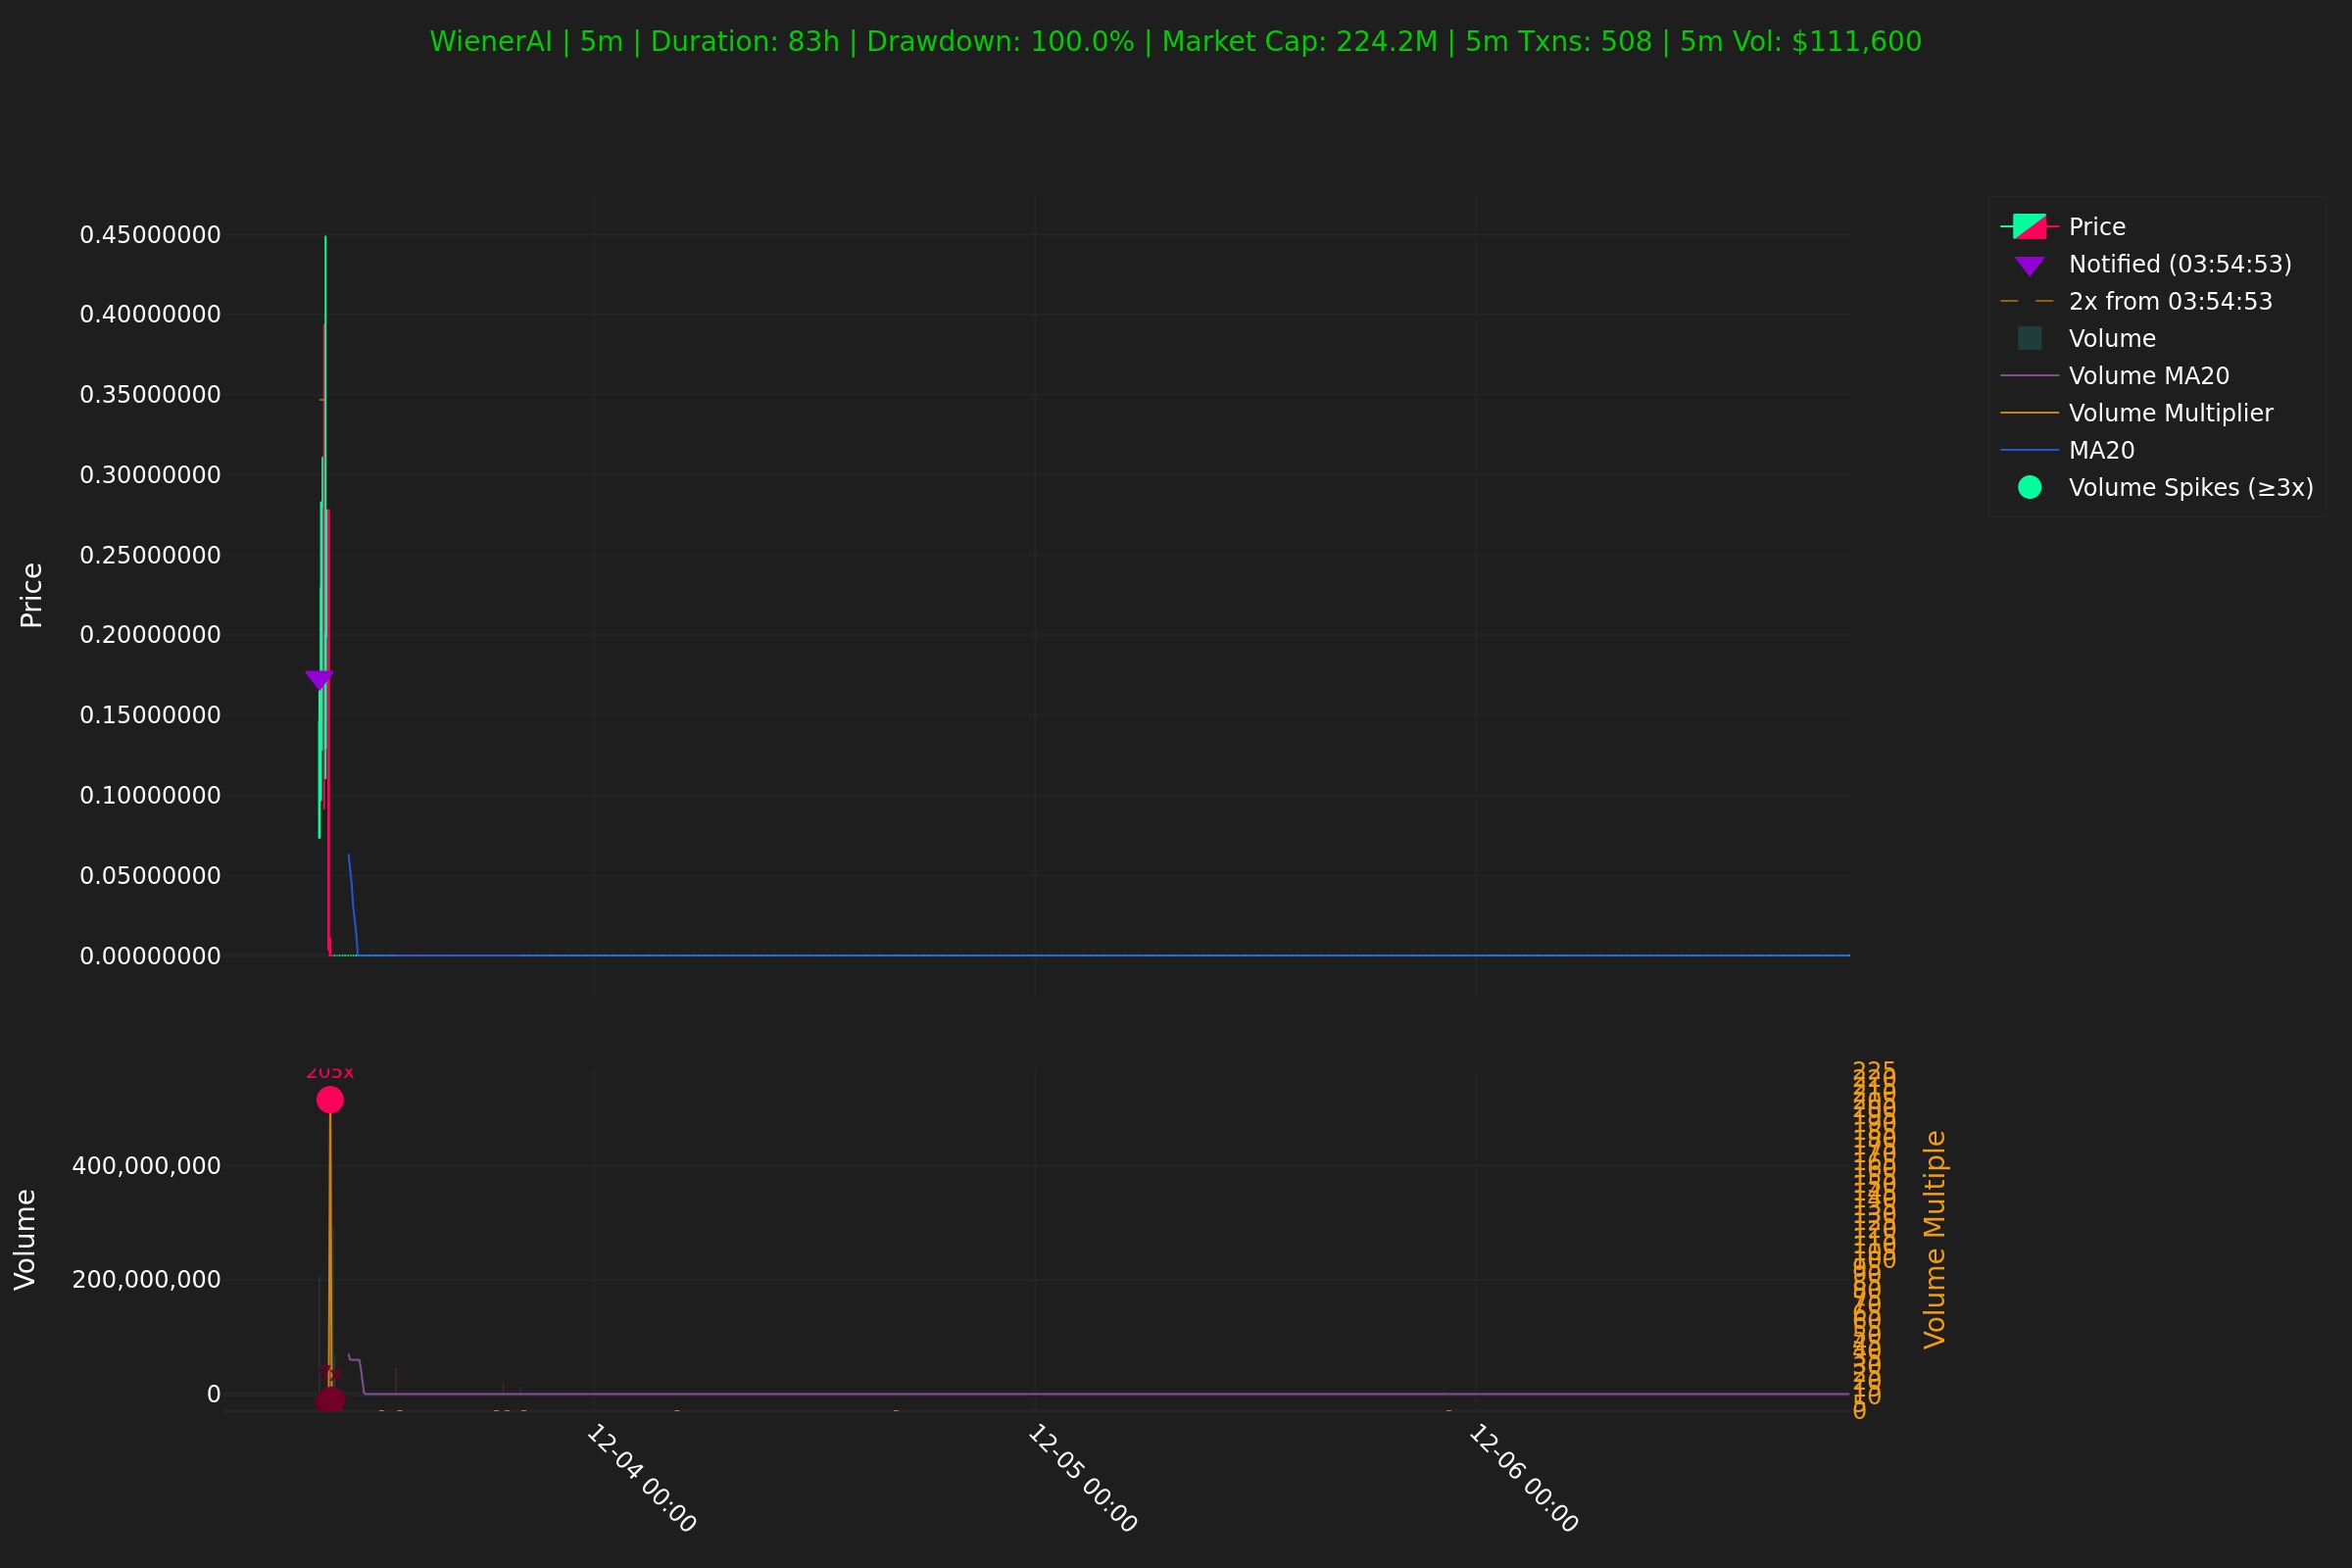 WienerAI | 5m | Duration: 83h | Drawdown: 100.0% | Market Cap: 224.2M | 5m Txns: 508 | 5m Vol: $111,600
Price
0.45000000
0.40000000
0.35000000
0.30000000
0.25000000
0.20000000
0.15000000
0.10000000
0.05000000
0.00000000
Price
Notified (03:54:53)
2x from 03:54:53
Volume
Volume MA20
Volume Multiplier
MA20
Volume Spikes (≥3x)
Volume
400,000,000
200,000,000
0
205x
225
0
Volume Multiple
12-04 00:00
12-05 00:00
12-06 00:00